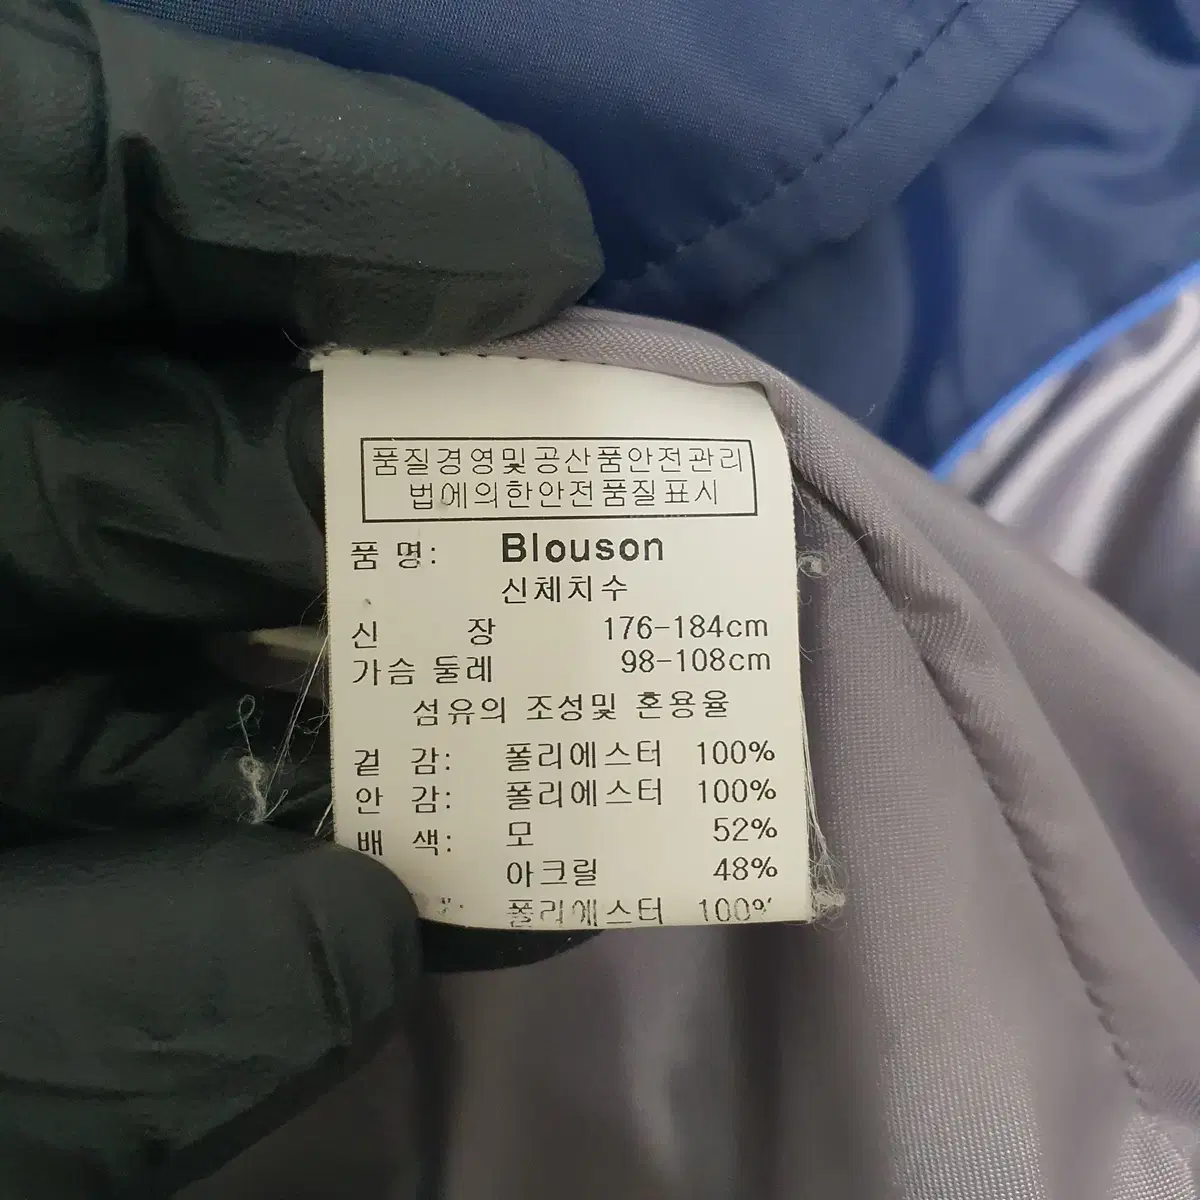 품질경영및공산품안전관리
법에의한안전품질표시
품 명: Blouson
신체치수
신 장 176-184cm
가슴 둘레 98-108cm
섬유의 조성및 혼용율
겉 감: 폴리에스터 100%
안 감: 폴리에스터 100%
배 색: 모 52%
아크릴 48%
폴리에스터 100%